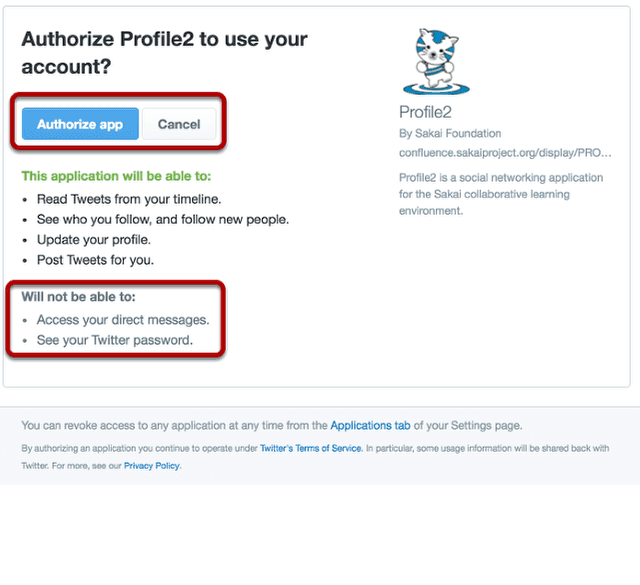 Authorize Profile2 to use your
account?
Authorize app
Cancel
This application will be able to:
• Read Tweets from your timeline.
• See who you follow, and follow new people.
• Update your profile.
• Post Tweets for you.
Will not be able to:
• Access your direct messages.
• See your Twitter password.
Profile2
By Sakai Foundation
confluence.sakaiproject.org/display/PRO...
Profile2 is a social networking application
for the Sakai collaborative learning
environment.
You can revoke access to any application at any time from the Applications tab of your Settings page.
By authorizing an application you continue to operate under Twitter's Terms of Service. In particular, some usage information will be shared back with
Twitter. For more, see our Privacy Policy.